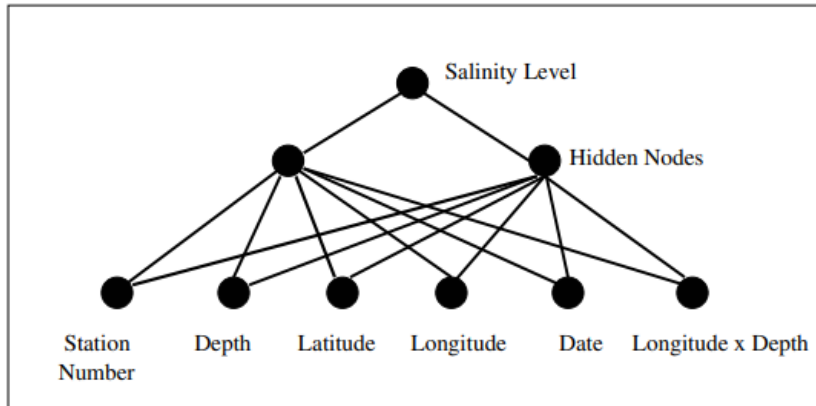 Salinity Level
Hidden Nodes
Station Number
Depth
Latitude
Longitude
Date
Longitude x Depth